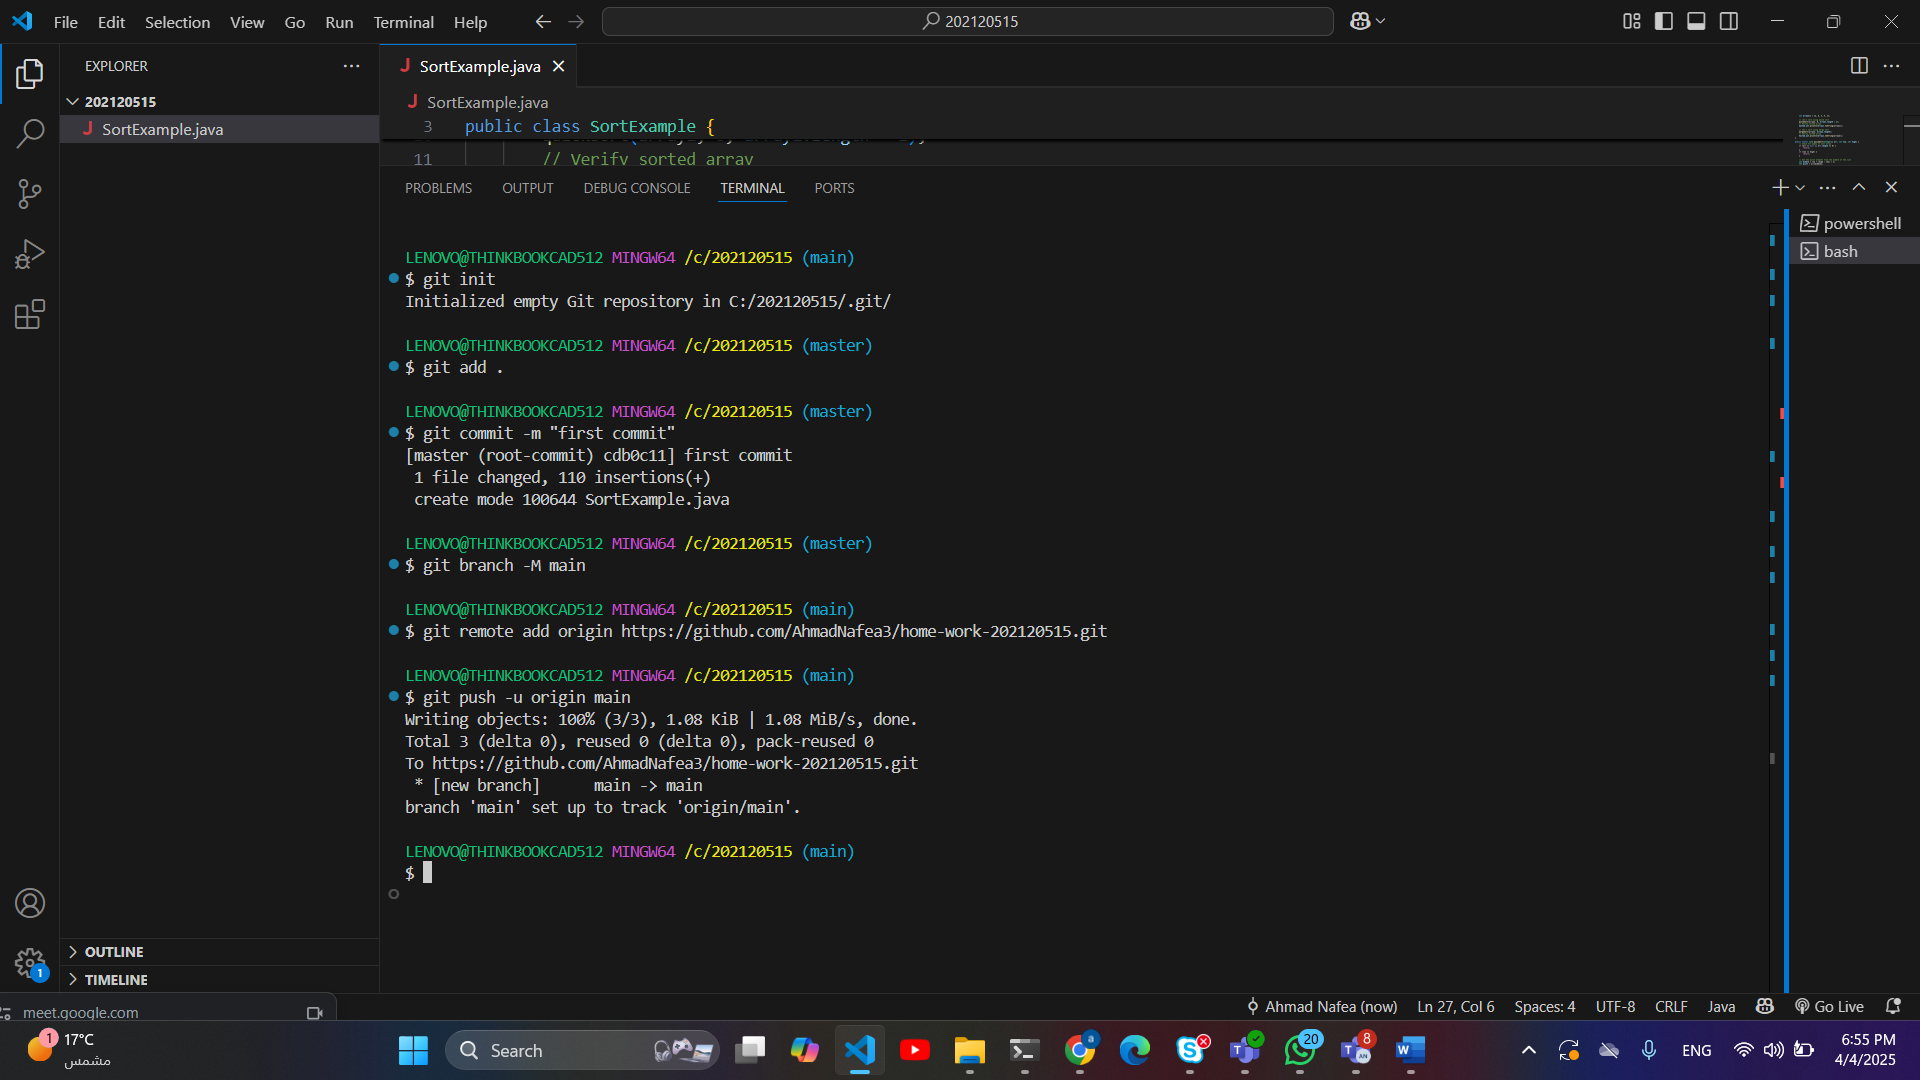 File Edit Selection View Go Run Terminal Help
202120515
EXPLORER
202120515
SortExample.java
OUTLINE
TIMELINE
SortExample.java
SortExample.java
3 public class SortExample {
11 // Verify sorted array
PROBLEMS OUTPUT DEBUG CONSOLE TERMINAL PORTS
powershell
bash
LENOVO@THINKBOOKCAD512 MINGW64 /c/202120515 (main)
$ git init
Initialized empty Git repository in C:/202120515/.git/
LENOVO@THINKBOOKCAD512 MINGW64 /c/202120515 (master)
$ git add .
LENOVO@THINKBOOKCAD512 MINGW64 /c/202120515 (master)
$ git commit -m "first commit"
[master (root-commit) cdb0c11] first commit
1 file changed, 110 insertions(+)
create mode 100644 SortExample.java
LENOVO@THINKBOOKCAD512 MINGW64 /c/202120515 (master)
$ git branch -M main
LENOVO@THINKBOOKCAD512 MINGW64 /c/202120515 (main)
$ git remote add origin https://github.com/AhmadNafea3/home-work-202120515.git
LENOVO@THINKBOOKCAD512 MINGW64 /c/202120515 (main)
$ git push -u origin main
Writing objects: 100% (3/3), 1.08 KiB | 1.08 MiB/s, done.
Total 3 (delta 0), reused 0 (delta 0), pack-reused 0
To https://github.com/AhmadNafea3/home-work-202120515.git
* [new branch] main -> main
branch 'main' set up to track 'origin/main'.
LENOVO@THINKBOOKCAD512 MINGW64 /c/202120515 (main)
$
1
meet.google.com
Ahmad Nafea (now) Ln 27, Col 6 Spaces: 4 UTF-8 CRLF Java Go Live
1
17°C
مشمس
Search
a
20
8
ENG
6:55 PM
4/4/2025